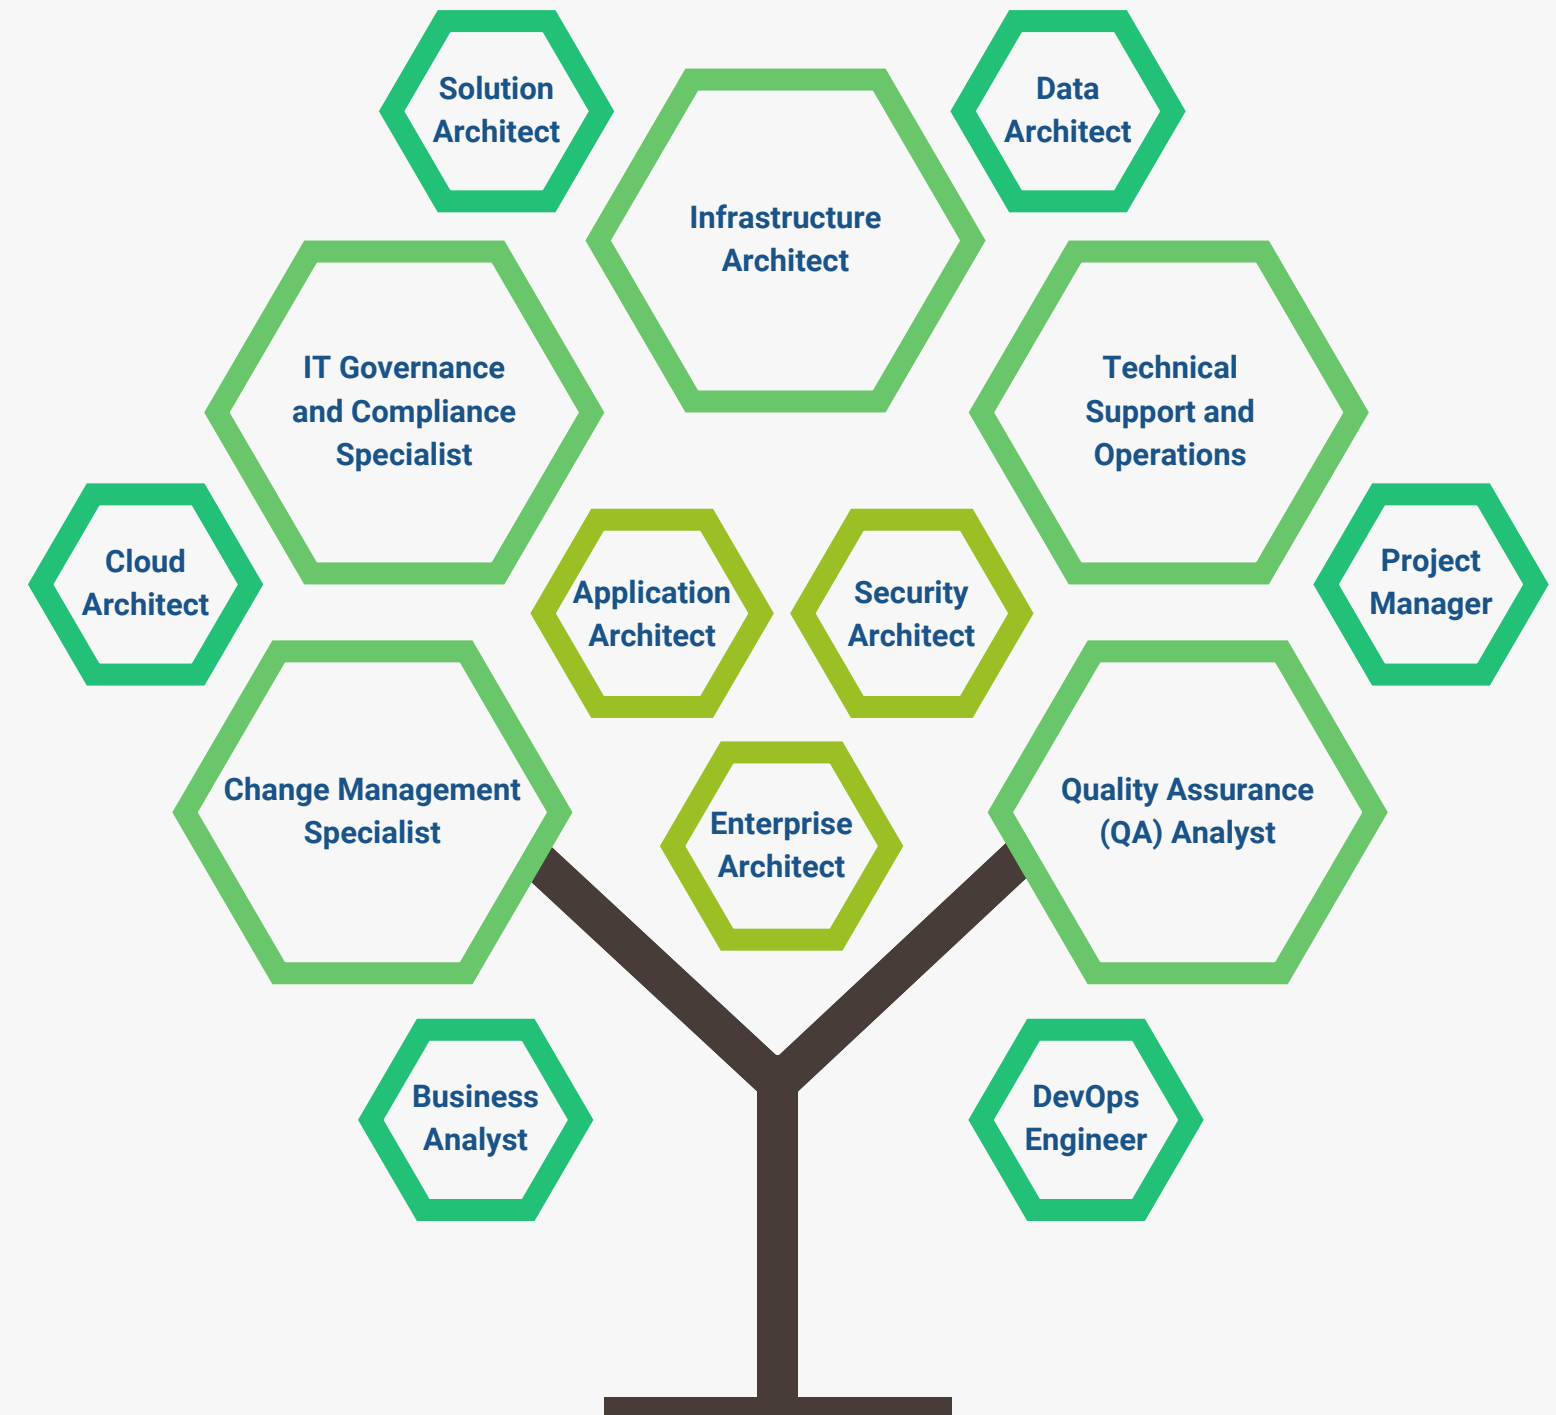 Solution
Architect
Data
Architect
Infrastructure
Architect
IT Governance
and Compliance
Specialist
Technical
Support and
Operations
Cloud
Architect
Application
Architect
Security
Architect
Project
Manager
Change Management
Specialist
Enterprise
Architect
Quality Assurance
(QA) Analyst
Business
Analyst
DevOps
Engineer